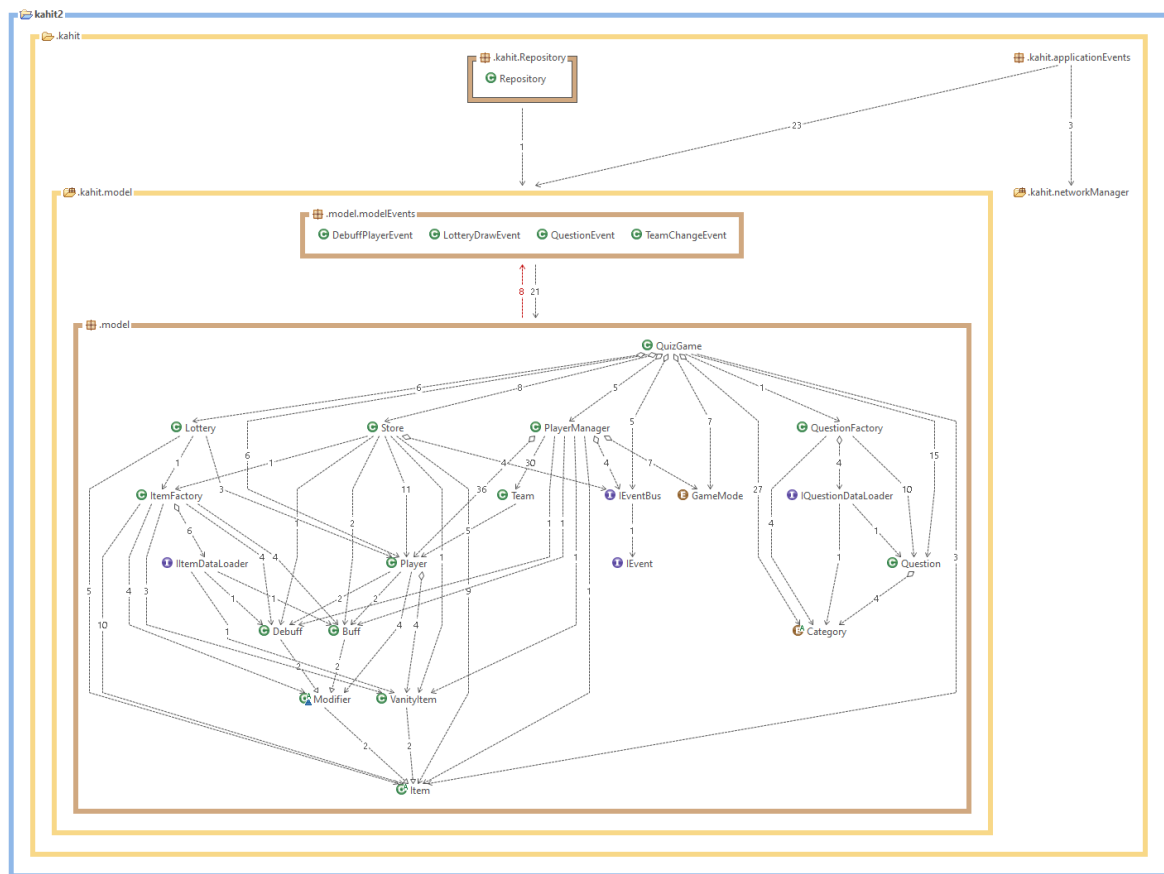 kahit2
.kahit
.kahit.Repository
.kahit.applicationEvents
Repository
23
3
1
.kahit.model
.kahit.networkManager
.model.modelEvents
DebuffPlayerEvent
LotteryDrawEvent
QuestionEvent
TeamChangeEvent
8
21
.model
QuizGame
6
8
5
1
Lottery
Store
PlayerManager
5
7
QuestionFactory
6
15
1
1
4
30
4
7
4
3
11
36
27
10
ItemFactory
Team
IEventBus
GameMode
IQuestionDataLoader
6
4
4
1
2
5
1
1
1
4
1
1
IItemDataLoader
Player
IEvent
Question
5
4
3
1
1
2
2
9
1
3
10
1
4
4
4
Debuff
Buff
Category
2
2
Modifier
VanityItem
2
2
Item